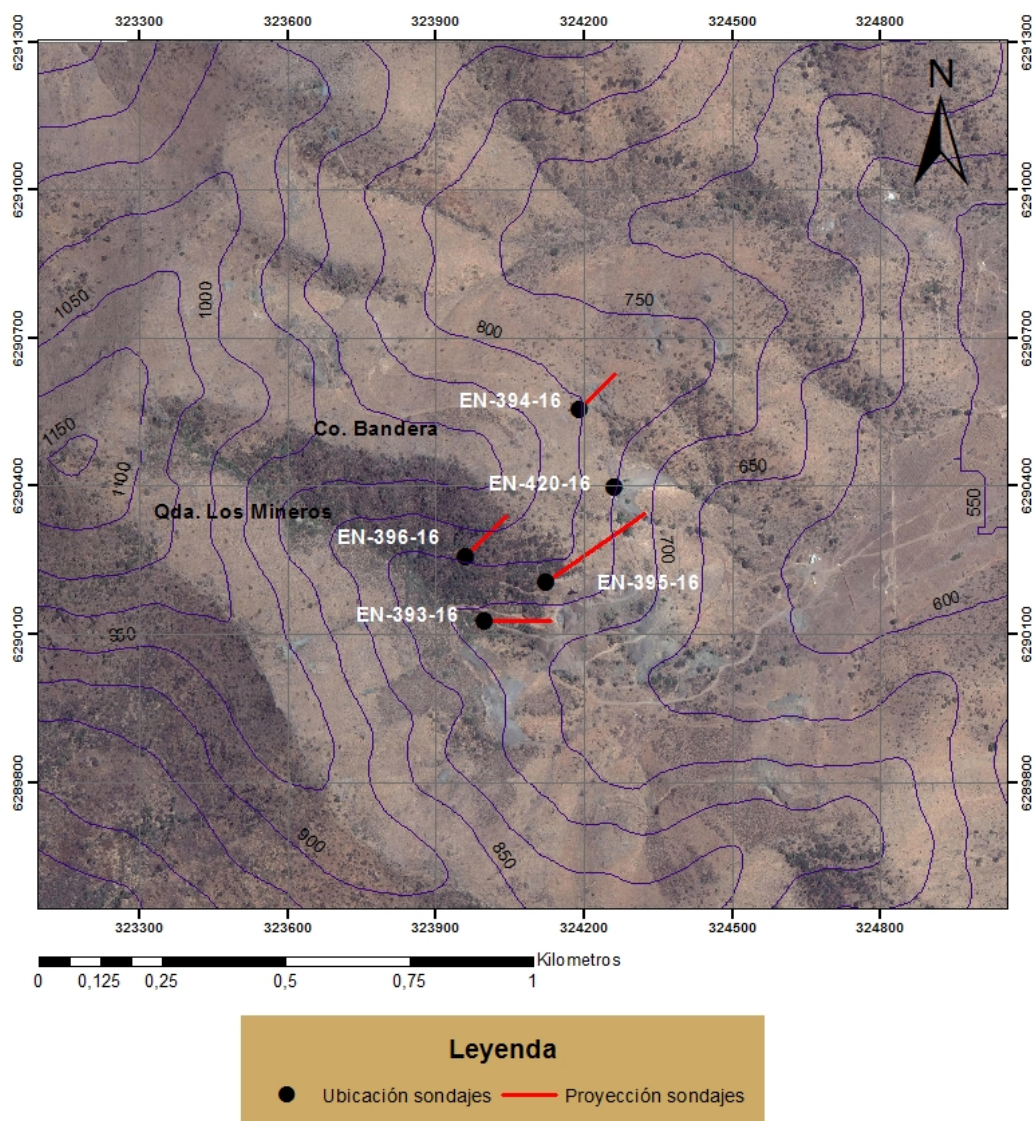 323300 323600 323900 324200 324500 324800
6291300 6291300
N
6291000 6291000
1050
1000
750
800
6290700 6290700
EN-394-16
1150
Co. Bandera
1100
650
6290400 6290400
EN-420-16
550
Qda. Los Mineros
EN-396-16
700
EN-395-16
EN-393-16
600
6290100 6290100
950
6289800 6289800
900
850
323300 323600 323900 324200 324500 324800
Kilometros
0 0,125 0,25 0,5 0,75 1
Leyenda
Ubicación sondajes Proyección sondajes